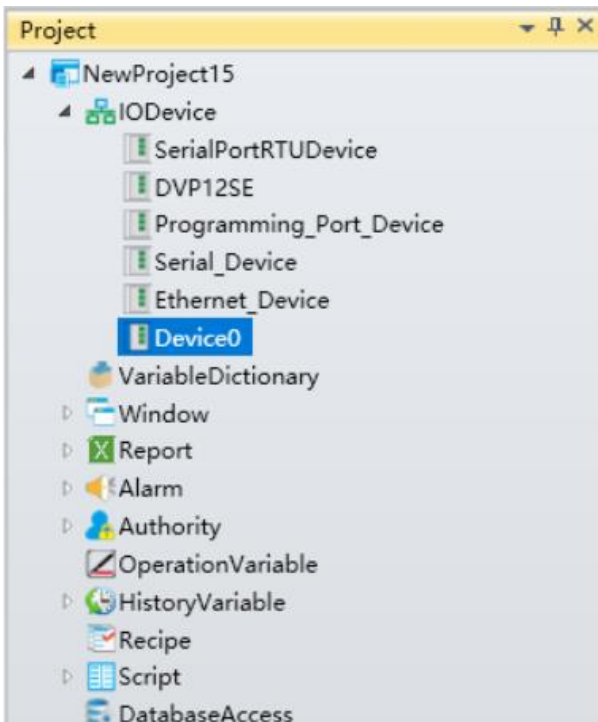 Project
NewProject15
IODevice
SerialPortRTUDevice
DVP12SE
Programming_Port_Device
Serial_Device
Ethernet_Device
Device0
VariableDictionary
Window
Report
Alarm
Authority
OperationVariable
HistoryVariable
Recipe
Script
DatabaseAccess